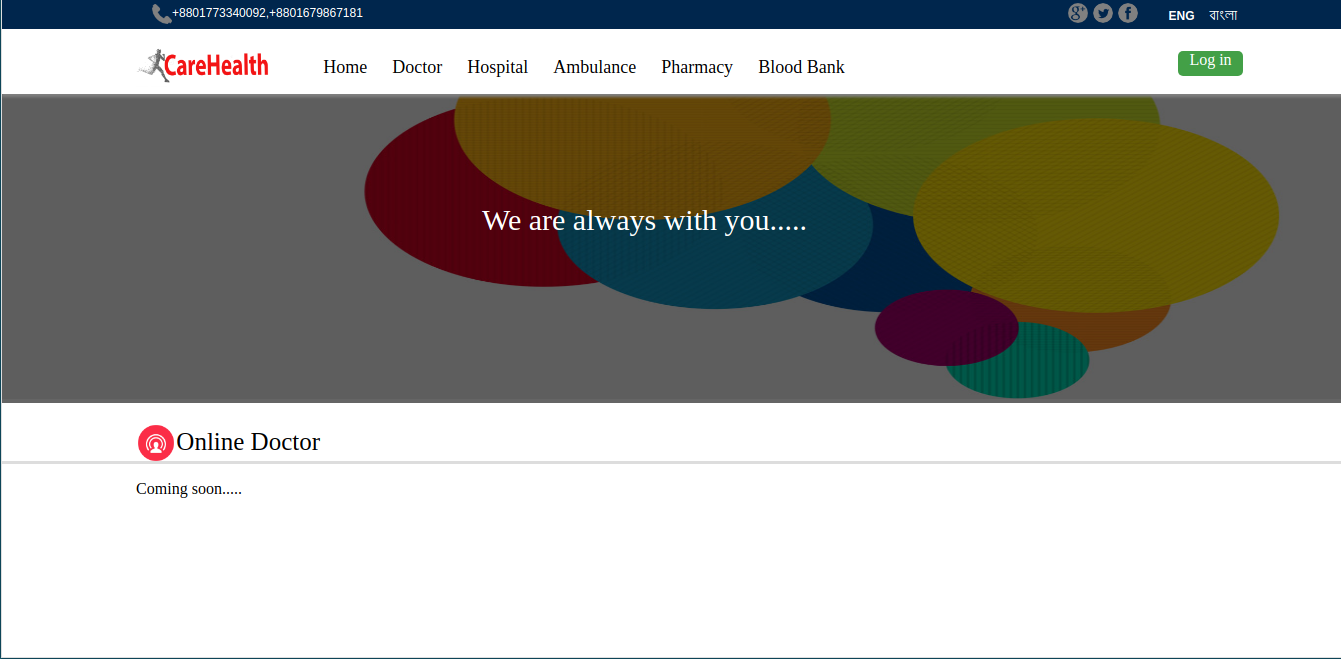 +8801773340092,+8801679867181
ENG বাংলা
CareHealth
Home Doctor Hospital Ambulance Pharmacy Blood Bank
Log in
We are always with you.....
Online Doctor
Coming soon.....